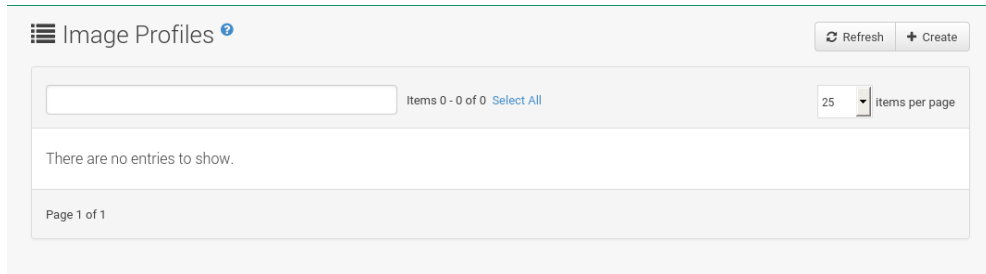 Image Profiles ?
Refresh + Create
Items 0 - 0 of 0 Select All 25 items per page
There are no entries to show.
Page 1 of 1